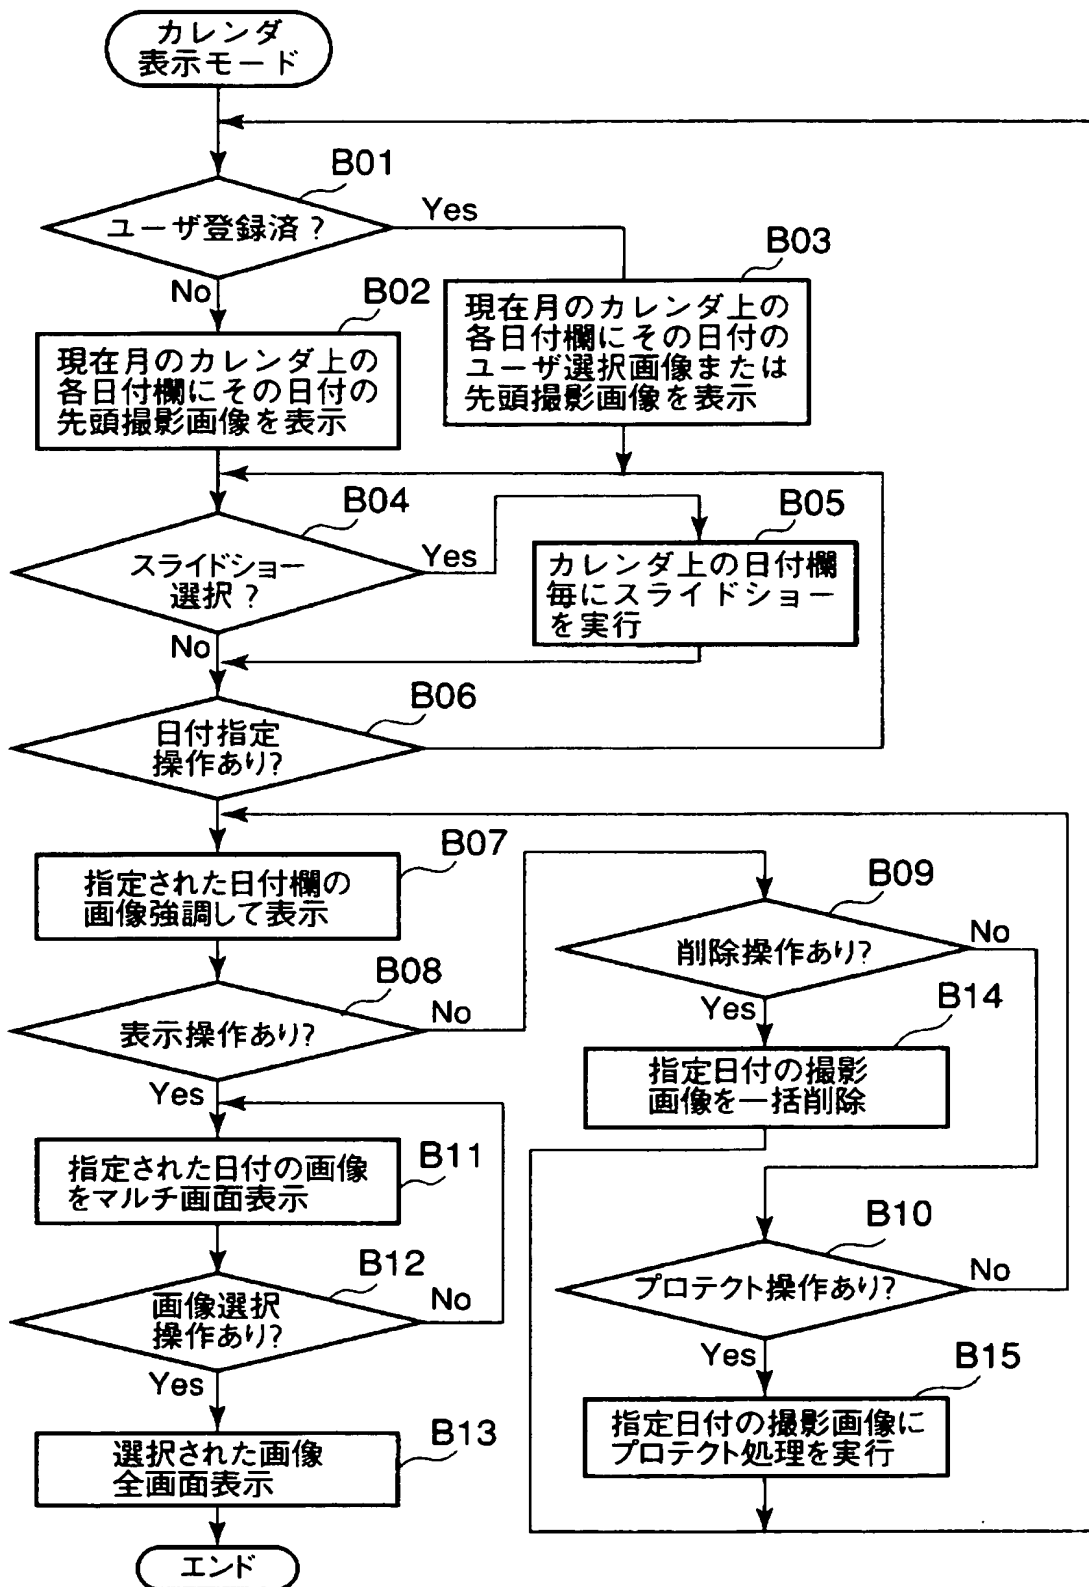 カレンダ
表示モード
B01
ユーザ登録済？
Yes
No
B02
現在月のカレンダ上の
各日付欄にその日付の
先頭撮影画像を表示
B03
現在月のカレンダ上の
各日付欄にその日付の
ユーザ選択画像または
先頭撮影画像を表示
B04
スライドショー
選択？
Yes
No
B05
カレンダ上の日付欄
毎にスライドショー
を実行
B06
日付指定
操作あり?
B07
指定された日付欄の
画像強調して表示
B08
表示操作あり?
No
Yes
B09
削除操作あり?
No
Yes
B14
指定日付の撮影
画像を一括削除
B11
指定された日付の画像
をマルチ画面表示
B10
プロテクト操作あり?
No
Yes
B12
画像選択
操作あり?
No
Yes
B15
指定日付の撮影画像に
プロテクト処理を実行
B13
選択された画像
全画面表示
エンド